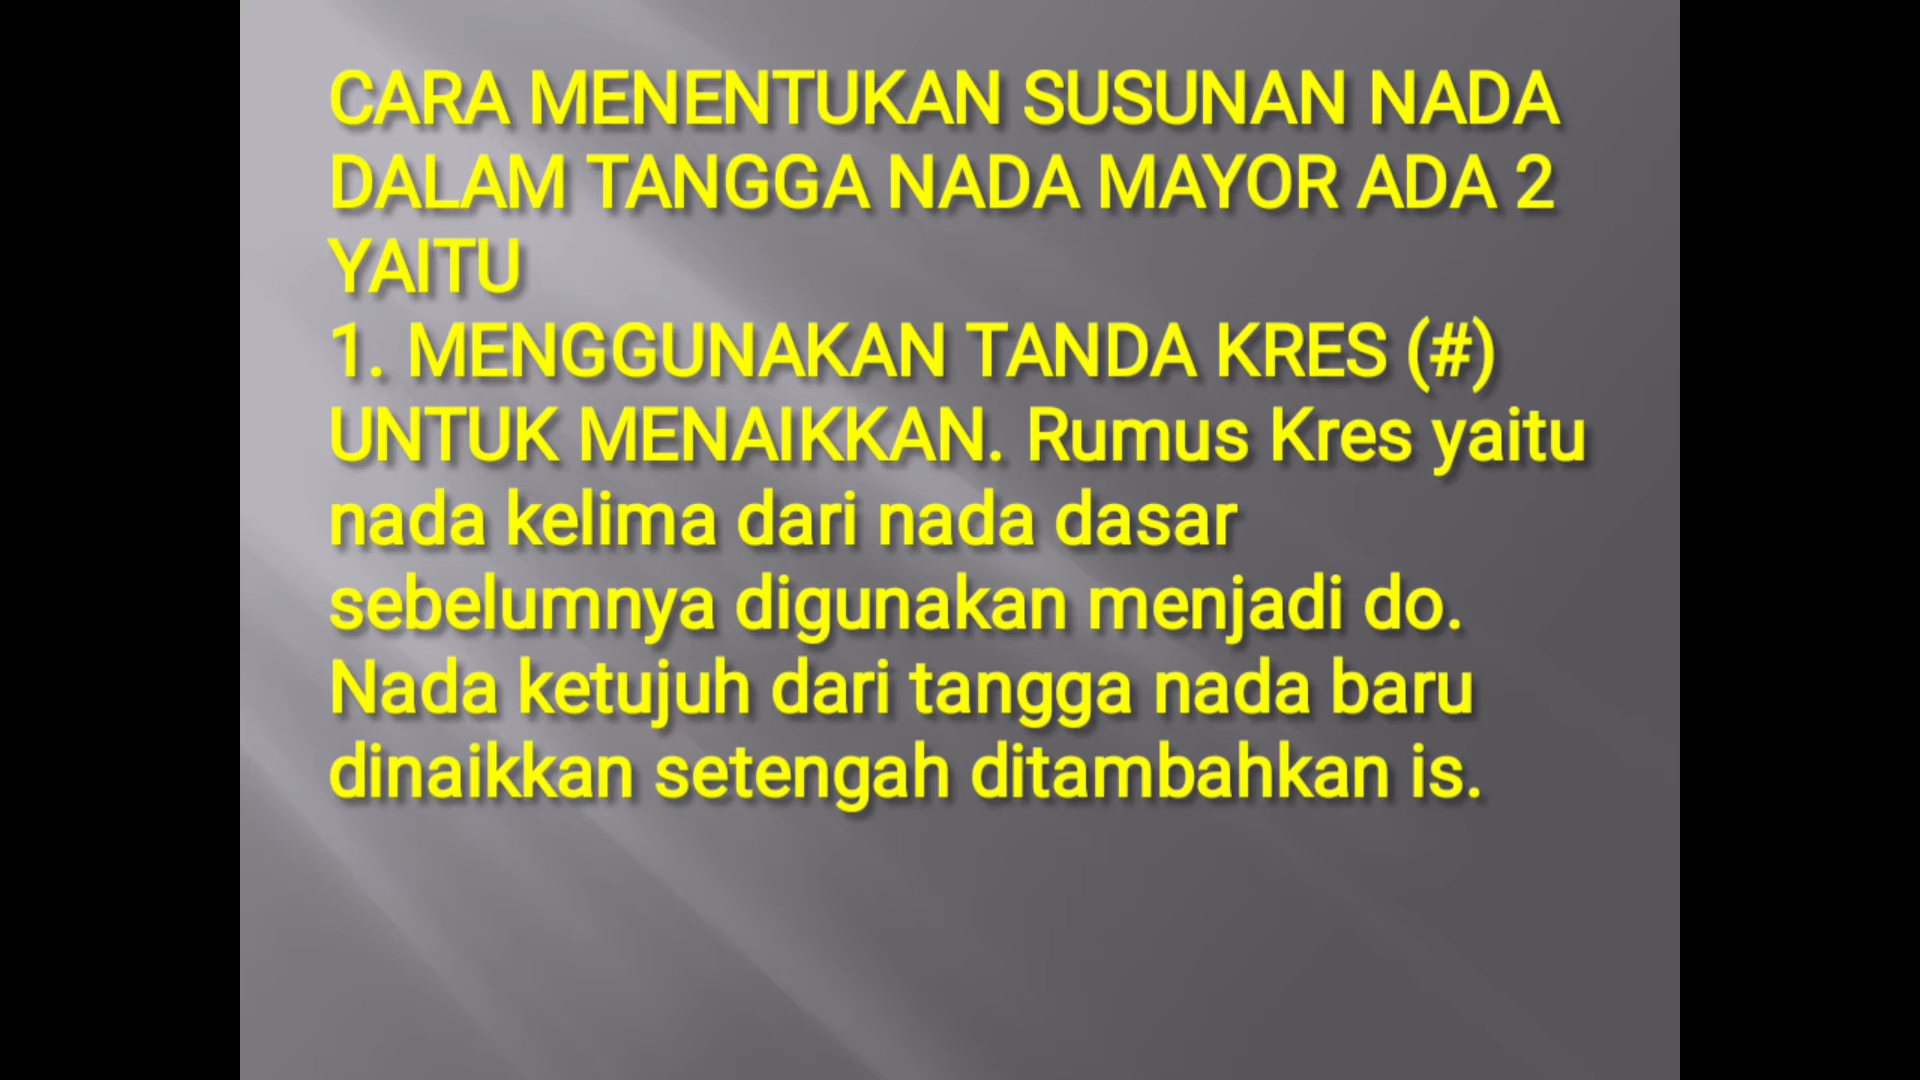 CARA MENENTUKAN SUSUNAN NADA
DALAM TANGGA NADA MAYOR ADA 2
YAITU
1. MENGGUNAKAN TANDA KRES (#)
UNTUK MENAIKKAN. Rumus Kres yaitu
nada kelima dari nada dasar
sebelumnya digunakan menjadi do.
Nada ketujuh dari tangga nada baru
dinaikkan setengah ditambahkan is.